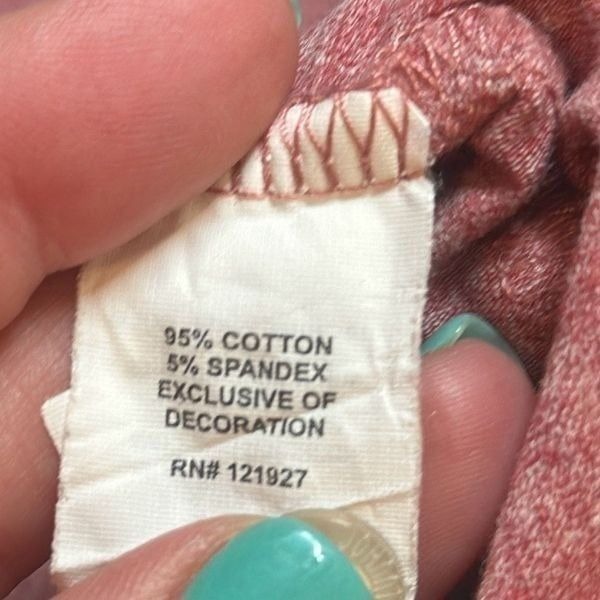 95% COTTON
5% SPANDEX
EXCLUSIVE OF
DECORATION
RN# 121927